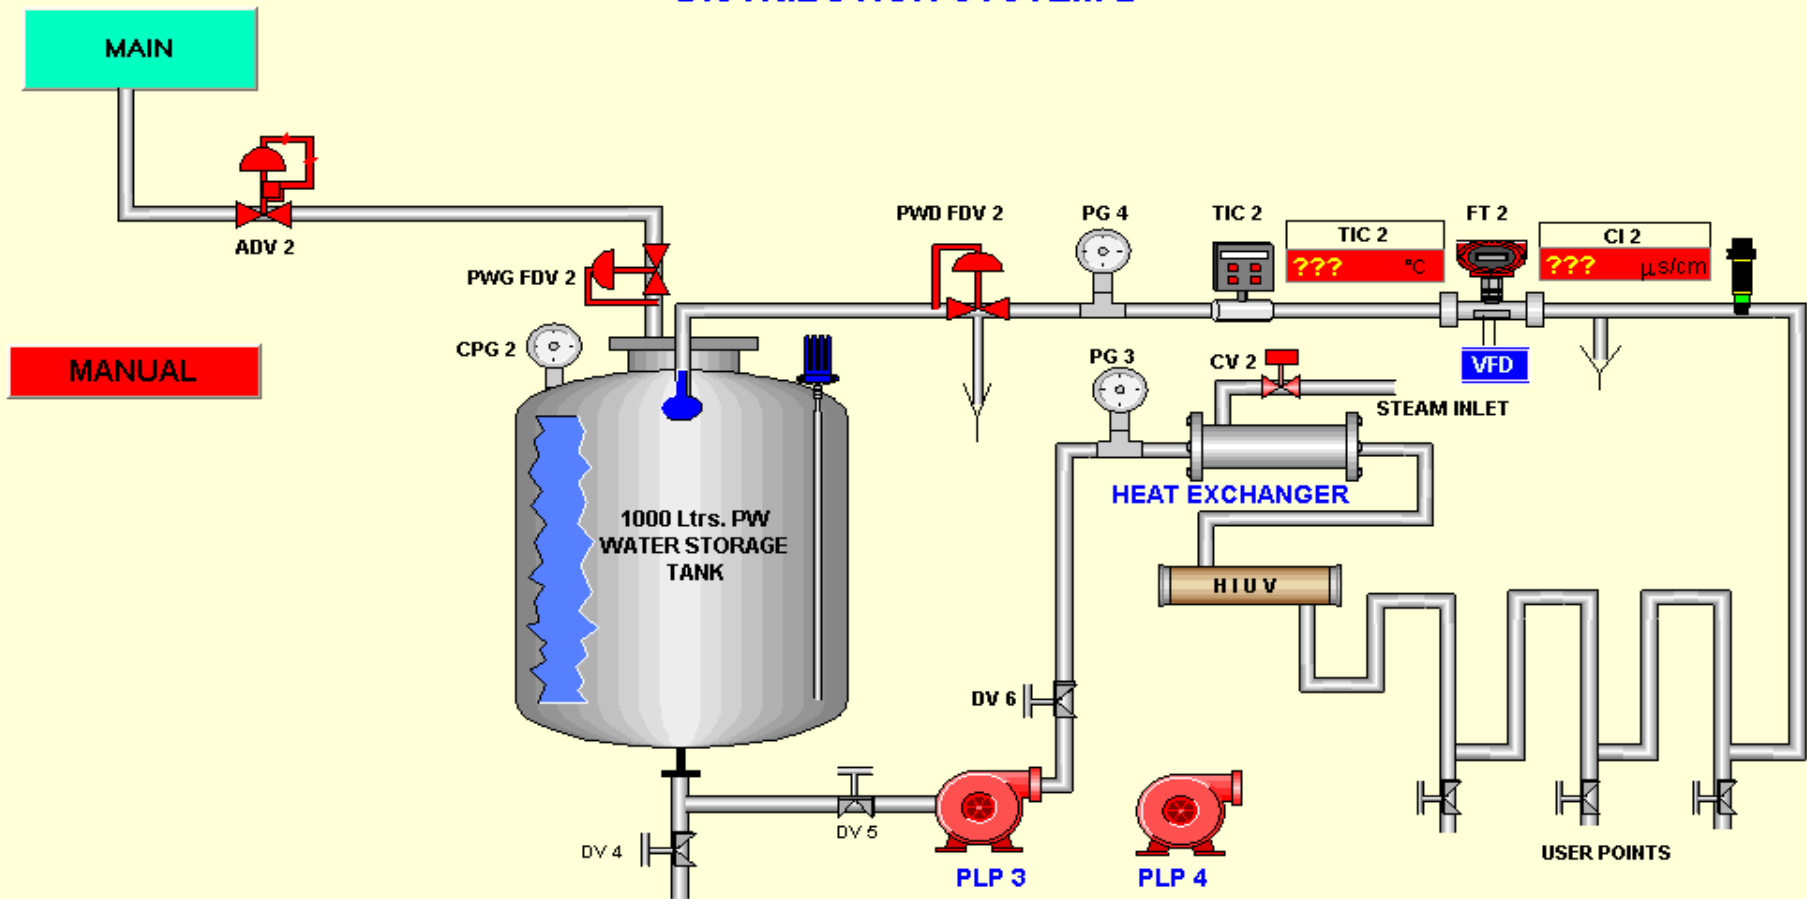 MAIN
ADV 2
PWG FDV 2
PWD FDV 2
PG 4
TIC 2
TIC 2
??? °C
FT 2
CI 2
??? µs/cm
CPG 2
MANUAL
PG 3
CV 2
VFD
STEAM INLET
HEAT EXCHANGER
1000 Ltrs. PW
WATER STORAGE
TANK
H I U V
DV 6
DV 5
DV 4
PLP 3
PLP 4
USER POINTS